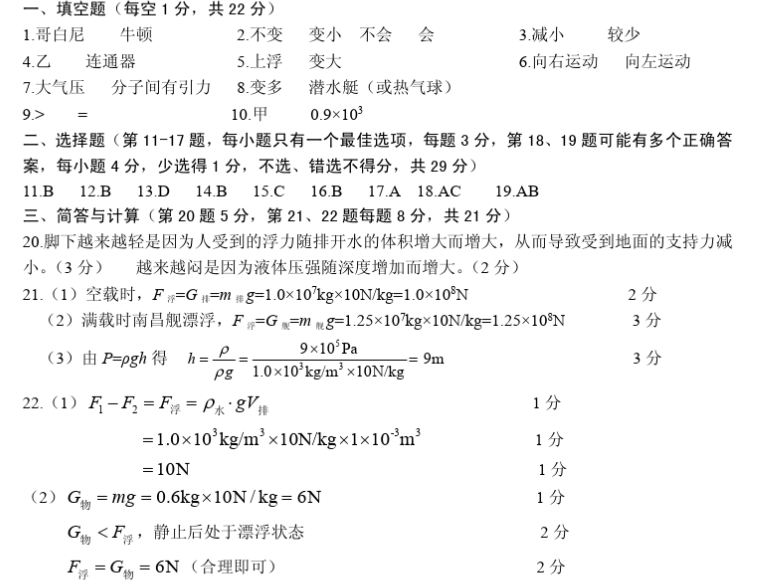 一、填空题（每空 1 分，共 22 分）
1.哥白尼 牛顿 2.不变 变小 不会 会 3.减小 较少
4.乙 连通器 5.上浮 变大 6.向右运动 向左运动
7.大气压 分子间有引力 8.变多 潜水艇（或热气球）
9.> = 10.甲 0.9×10³
二、选择题（第 11-17 题，每小题只有一个最佳选项，每题 3 分，第 18、19 题可能有多个正确答
案，每小题 4 分，少选得 1 分，不选、错选不得分，共 29 分）
11.B 12.B 13.D 14.B 15.C 16.B 17.A 18.AC 19.AB
三、简答与计算（第 20 题 5 分，第 21、22 题每题 8 分，共 21 分）
20.脚下越来越轻是因为人受到的浮力随排开水的体积增大而增大，从而导致受到地面的支持力减
小。（3 分） 越来越闷是因为液体压强随深度增加而增大。（2 分）
21.（1）空载时，F浮=G排=m排g=1.0×10⁷kg×10N/kg=1.0×10⁸N 2 分
（2）满载时南昌舰漂浮，F浮=G舰=m舰g=1.25×10⁷kg×10N/kg=1.25×10⁸N 3 分
（3）由 P=ρgh 得 h = ρ/ρg = 9×10⁵Pa/1.0×10³kg/m³×10N/kg = 9m 3 分
22.（1）F₁−F₂ = F浮 = ρ水·gV排 1 分
=1.0×10³kg/m³×10N/kg×1×10⁻³m³ 1 分
=10N 1 分
（2）G物 = mg = 0.6kg×10N/kg = 6N 1 分
G物 < F浮，静止后处于漂浮状态 2 分
F浮 = G物 = 6N（合理即可） 2 分